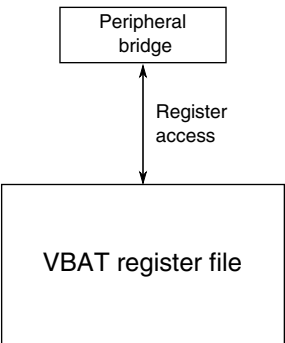 Peripheral
bridge
Register
access
VBAT register file